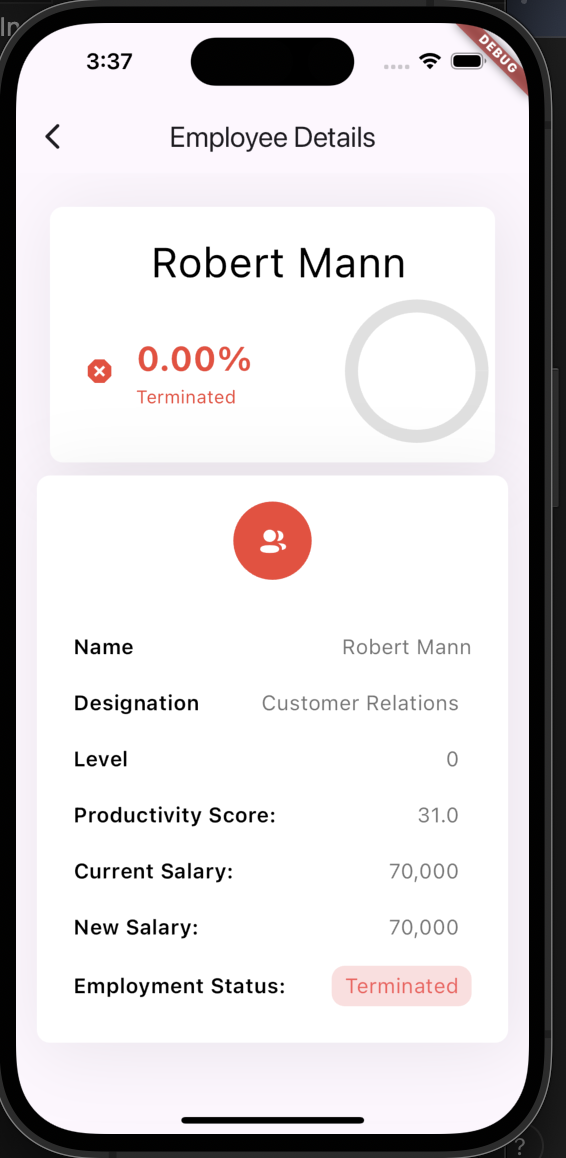 In
3:37
DEBUG
Employee Details
Robert Mann
0.00%
Terminated
Name Robert Mann
Designation Customer Relations
Level 0
Productivity Score: 31.0
Current Salary: 70,000
New Salary: 70,000
Employment Status: Terminated
?